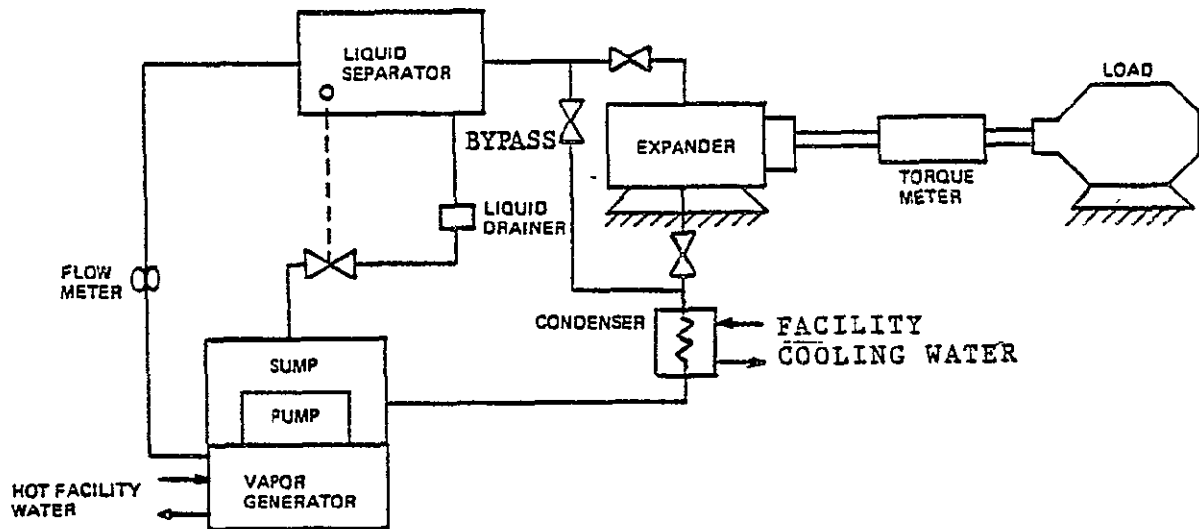 LIQUID
SEPARATOR
LOAD
BYPASS
EXPANDER
TORQUE
METER
LIQUID
DRAINER
FLOW
METER
CONDENSER
FACILITY
COOLING WATER
SUMP
PUMP
HOT FACILITY
WATER
VAPOR
GENERATOR